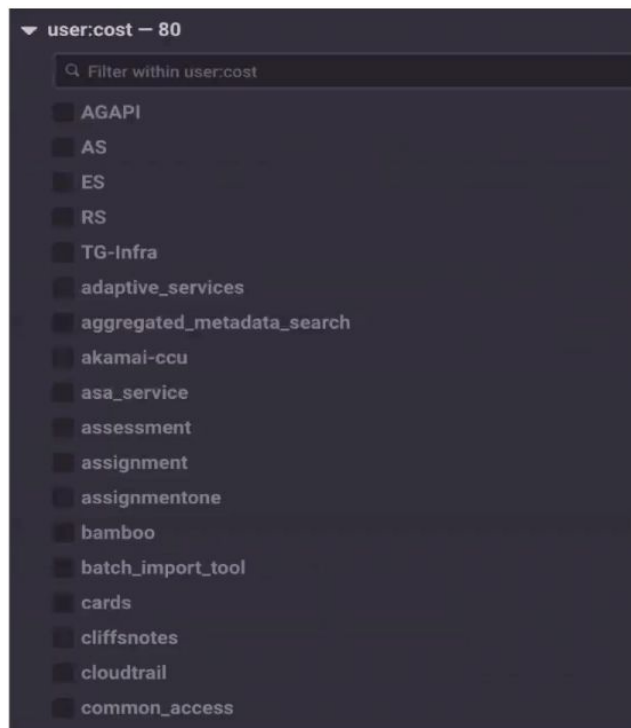 user:cost — 80
Filter within user:cost
AGAPI
AS
ES
RS
TG-Infra
adaptive_services
aggregated_metadata_search
akamai-ccu
asa_service
assessment
assignment
assignmentone
bamboo
batch_import_tool
cards
cliffsnotes
cloudtrail
common_access